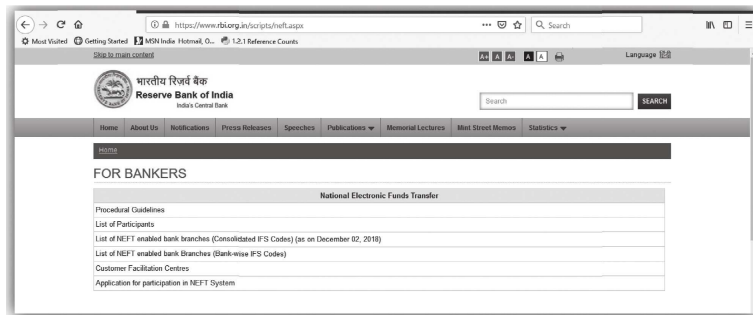 https://www.rbi.org.in/scripts/neft.aspx
Search
Most Visited Getting Started MSN India Hotmail, O... 1.2.1 Reference Counts
Skip to main content
A+ A A- A A
Language हिंदी
भारतीय रिज़र्व बैंक
Reserve Bank of India
India's Central Bank
Search SEARCH
Home About Us Notifications Press Releases Speeches Publications Memorial Lectures Mint Street Memos Statistics
Home
FOR BANKERS
National Electronic Funds Transfer
Procedural Guidelines
List of Participants
List of NEFT enabled bank branches (Consolidated IFS Codes) (as on December 02, 2018)
List of NEFT enabled bank Branches (Bank-wise IFS Codes)
Customer Facilitation Centres
Application for participation in NEFT System